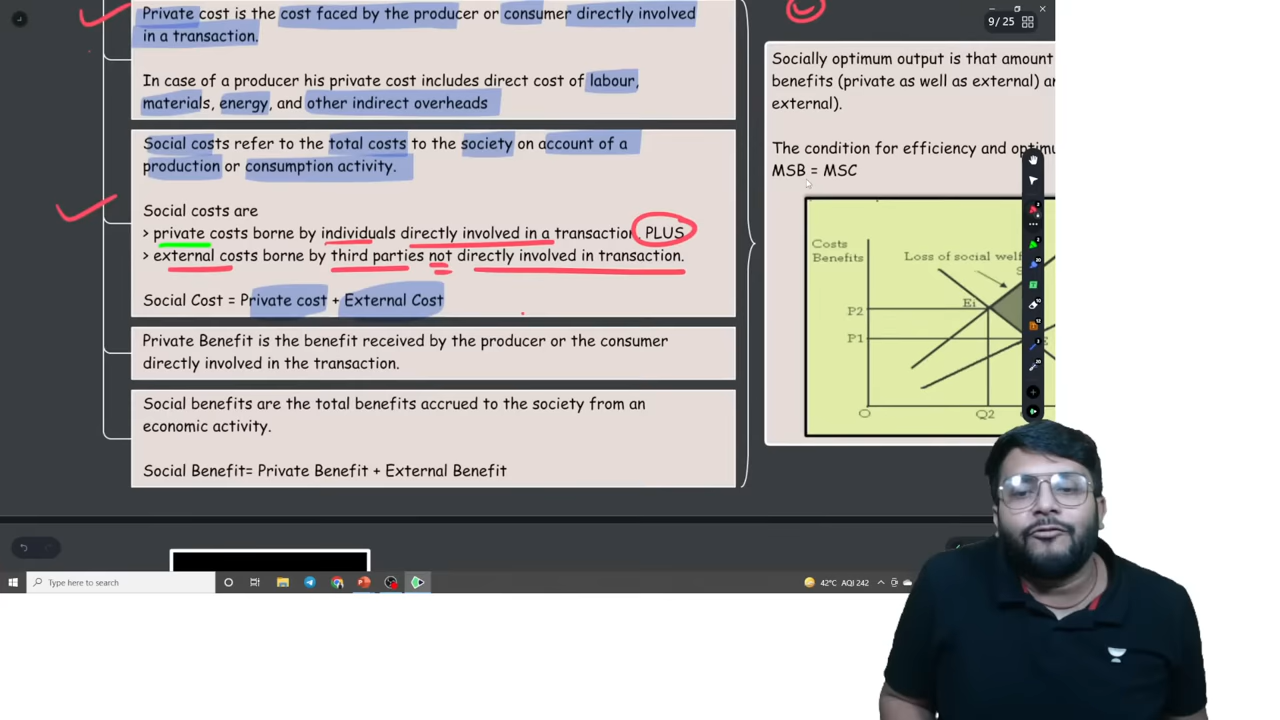 Private cost is the cost faced by the producer or consumer directly involved
in a transaction.
In case of a producer his private cost includes direct cost of labour,
materials, energy, and other indirect overheads
Social costs refer to the total costs to the society on account of a
production or consumption activity.
Social costs are
> private costs borne by individuals directly involved in a transaction PLUS
> external costs borne by third parties not directly involved in transaction.
Social Cost = Private cost + External Cost
Private Benefit is the benefit received by the producer or the consumer
directly involved in the transaction.
Social benefits are the total benefits accrued to the society from an
economic activity.
Social Benefit= Private Benefit + External Benefit
9/25
Socially optimum output is that amount
benefits (private as well as external)
external).
The condition for efficiency and
MSB = MSC
Costs
Benefits
Loss of social
Ei
P2
P1
E
O
Q2
Type here to search
42°C AQI 242